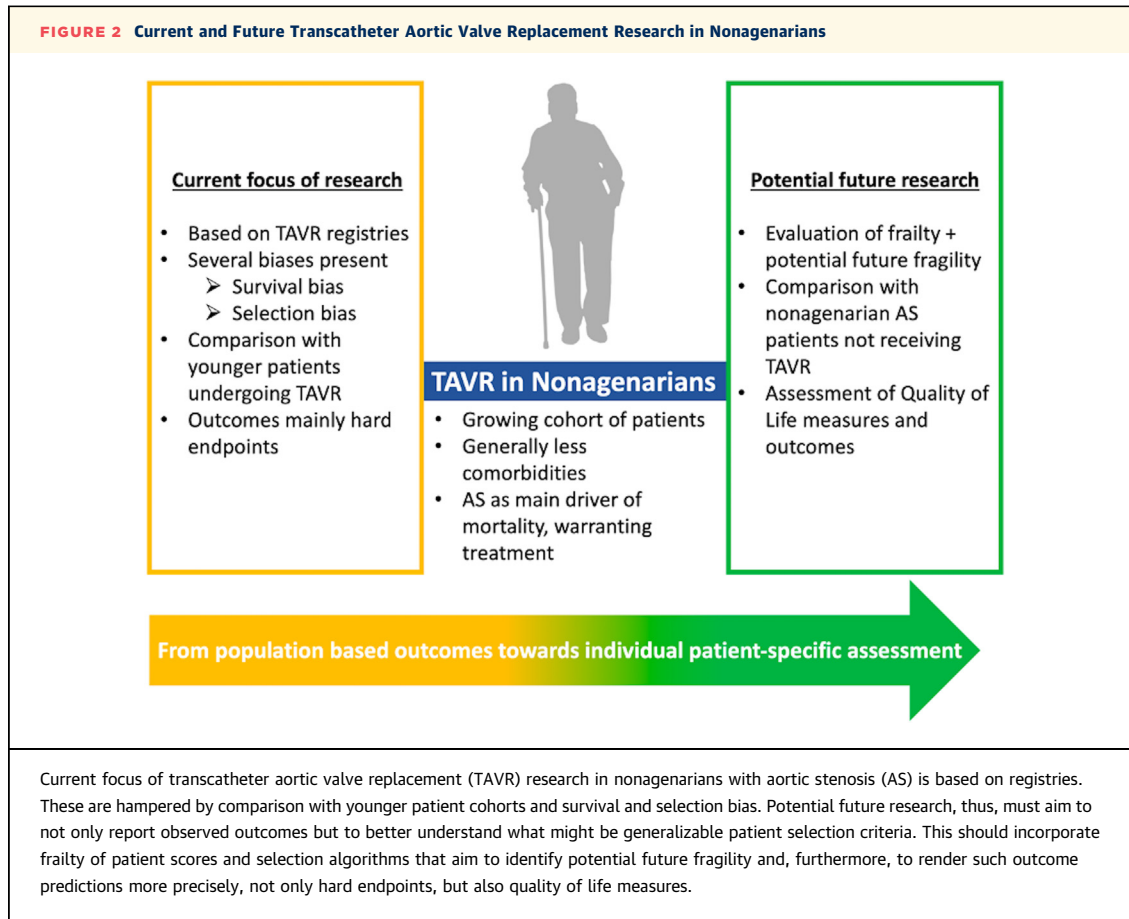 FIGURE 2 Current and Future Transcatheter Aortic Valve Replacement Research in Nonagenarians
Current focus of research
• Based on TAVR registries
• Several biases present
➢ Survival bias
➢ Selection bias
• Comparison with
younger patients
undergoing TAVR
• Outcomes mainly hard
endpoints
TAVR in Nonagenarians
• Growing cohort of patients
• Generally less
comorbidities
• AS as main driver of
mortality, warranting
treatment
Potential future research
• Evaluation of frailty +
potential future fragility
• Comparison with
nonagenarian AS
patients not receiving
TAVR
• Assessment of Quality of
Life measures and
outcomes
From population based outcomes towards individual patient-specific assessment
Current focus of transcatheter aortic valve replacement (TAVR) research in nonagenarians with aortic stenosis (AS) is based on registries.
These are hampered by comparison with younger patient cohorts and survival and selection bias. Potential future research, thus, must aim to
not only report observed outcomes but to better understand what might be generalizable patient selection criteria. This should incorporate
frailty of patient scores and selection algorithms that aim to identify potential future fragility and, furthermore, to render such outcome
predictions more precisely, not only hard endpoints, but also quality of life measures.